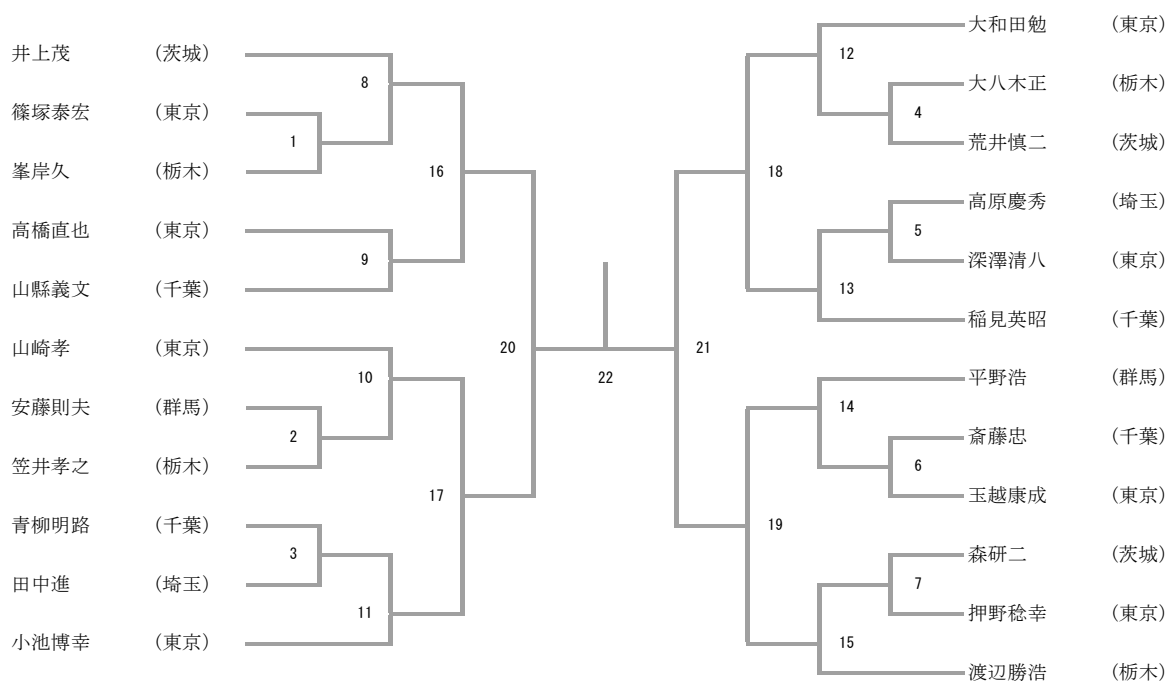 井上茂 (茨城)
8
篠塚泰宏 (東京)
1
峯岸久 (栃木)
16
高橋直也 (東京)
9
山縣義文 (千葉)
20
山崎孝 (東京)
10
安藤則夫 (群馬)
2
笠井孝之 (栃木)
17
青柳明路 (千葉)
3
田中進 (埼玉)
11
小池博幸 (東京)
22
大和田勉 (東京)
12
大八木正 (栃木)
4
荒井慎二 (茨城)
18
高原慶秀 (埼玉)
5
深澤清八 (東京)
13
稲見英昭 (千葉)
21
平野浩 (群馬)
14
斎藤忠 (千葉)
6
玉越康成 (東京)
19
森研二 (茨城)
7
押野稔幸 (東京)
15
渡辺勝浩 (栃木)